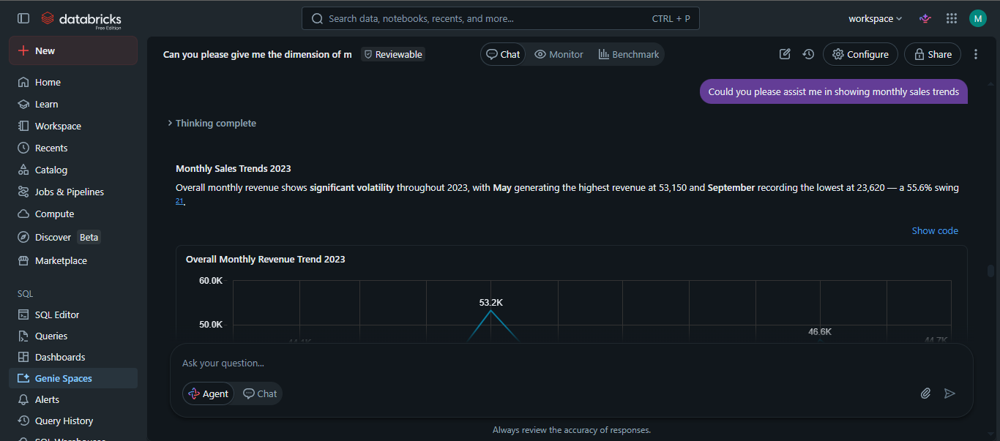 databricks
Free Edition
Search data, notebooks, recents, and more...
CTRL + P
workspace
M
New
Home
Learn
Workspace
Recents
Catalog
Jobs & Pipelines
Compute
Discover Beta
Marketplace
SQL
SQL Editor
Queries
Dashboards
Genie Spaces
Alerts
Query History
Can you please give me the dimension of m
Reviewable
Chat
Monitor
Benchmark
Configure
Share
Could you please assist me in showing monthly sales trends
Thinking complete
Monthly Sales Trends 2023
Overall monthly revenue shows significant volatility throughout 2023, with May generating the highest revenue at 53,150 and September recording the lowest at 23,620 — a 55.6% swing
21.
Show code
Overall Monthly Revenue Trend 2023
60.0K
53.2K
50.0K
46.6K
44.7K
Ask your question...
Agent
Chat
Always review the accuracy of responses.